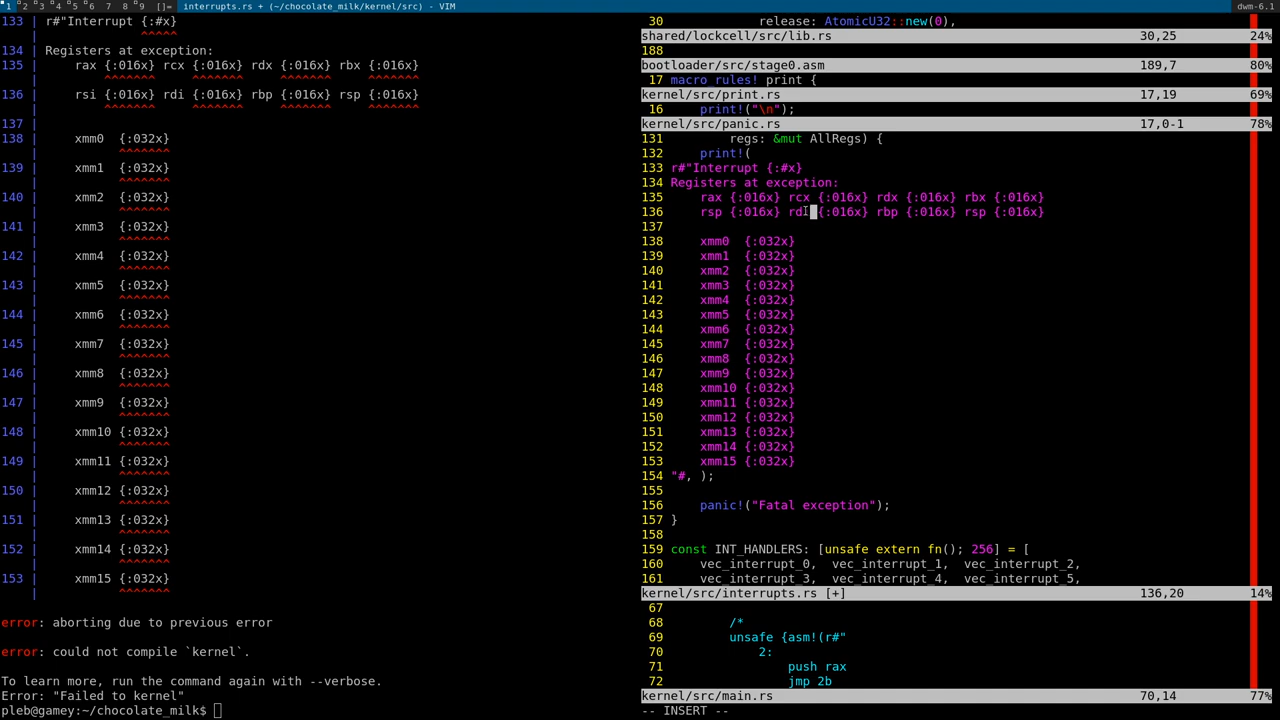 1 2 3 4 5 6 7 8 9 []= interrupts.rs + (~/chocolate_milk/kernel/src) - VIM dwm-6.1
133 | r#"Interrupt {:#x}
| ^^^^^
134 | Registers at exception:
135 | rax {:016x} rcx {:016x} rdx {:016x} rbx {:016x}
| ^^^^^^^ ^^^^^^^ ^^^^^^^ ^^^^^^^
136 | rsi {:016x} rdi {:016x} rbp {:016x} rsp {:016x}
| ^^^^^^^ ^^^^^^^ ^^^^^^^ ^^^^^^^
137 |
138 | xmm0 {:032x}
| ^^^^^^^
139 | xmm1 {:032x}
| ^^^^^^^
140 | xmm2 {:032x}
| ^^^^^^^
141 | xmm3 {:032x}
| ^^^^^^^
142 | xmm4 {:032x}
| ^^^^^^^
143 | xmm5 {:032x}
| ^^^^^^^
144 | xmm6 {:032x}
| ^^^^^^^
145 | xmm7 {:032x}
| ^^^^^^^
146 | xmm8 {:032x}
| ^^^^^^^
147 | xmm9 {:032x}
| ^^^^^^^
148 | xmm10 {:032x}
| ^^^^^^^
149 | xmm11 {:032x}
| ^^^^^^^
150 | xmm12 {:032x}
| ^^^^^^^
151 | xmm13 {:032x}
| ^^^^^^^
152 | xmm14 {:032x}
| ^^^^^^^
153 | xmm15 {:032x}
| ^^^^^^^
error: aborting due to previous error
error: could not compile `kernel`.
To learn more, run the command again with --verbose.
Error: "Failed to kernel"
pleb@gamey:~/chocolate_milk$
30 release: AtomicU32::new(0),
shared/lockcell/src/lib.rs 30,25 24%
188
bootloader/src/stage0.asm 189,7 80%
17 macro_rules! print {
kernel/src/print.rs 17,19 69%
16 print!("\n");
kernel/src/panic.rs 17,0-1 78%
131 regs: &mut AllRegs) {
132 print!(
133 r#"Interrupt {:#x}
134 Registers at exception:
135 rax {:016x} rcx {:016x} rdx {:016x} rbx {:016x}
136 rsp {:016x} rdi {:016x} rbp {:016x} rsp {:016x}
137
138 xmm0 {:032x}
139 xmm1 {:032x}
140 xmm2 {:032x}
141 xmm3 {:032x}
142 xmm4 {:032x}
143 xmm5 {:032x}
144 xmm6 {:032x}
145 xmm7 {:032x}
146 xmm8 {:032x}
147 xmm9 {:032x}
148 xmm10 {:032x}
149 xmm11 {:032x}
150 xmm12 {:032x}
151 xmm13 {:032x}
152 xmm14 {:032x}
153 xmm15 {:032x}
154 "#, );
155
156 panic!("Fatal exception");
157 }
158
159 const INT_HANDLERS: [unsafe extern fn(); 256] = [
160 vec_interrupt_0, vec_interrupt_1, vec_interrupt_2,
161 vec_interrupt_3, vec_interrupt_4, vec_interrupt_5,
kernel/src/interrupts.rs [+] 136,20 14%
67
68 /*
69 unsafe {asm!(r#"
70 2:
71 push rax
72 jmp 2b
kernel/src/main.rs 70,14 77%
-- INSERT --